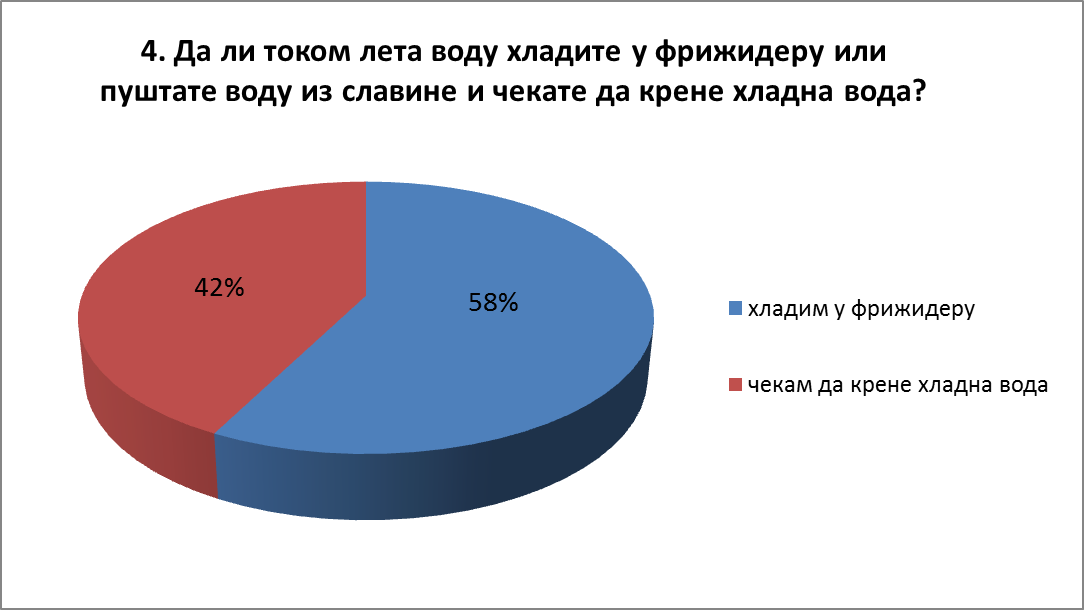 4. Да ли током лета воду хладите у фрижидеру или
пуштате воду из славине и чекате да крене хладна вода?
42%
58%
хладим у фрижидеру
чекам да крене хладна вода